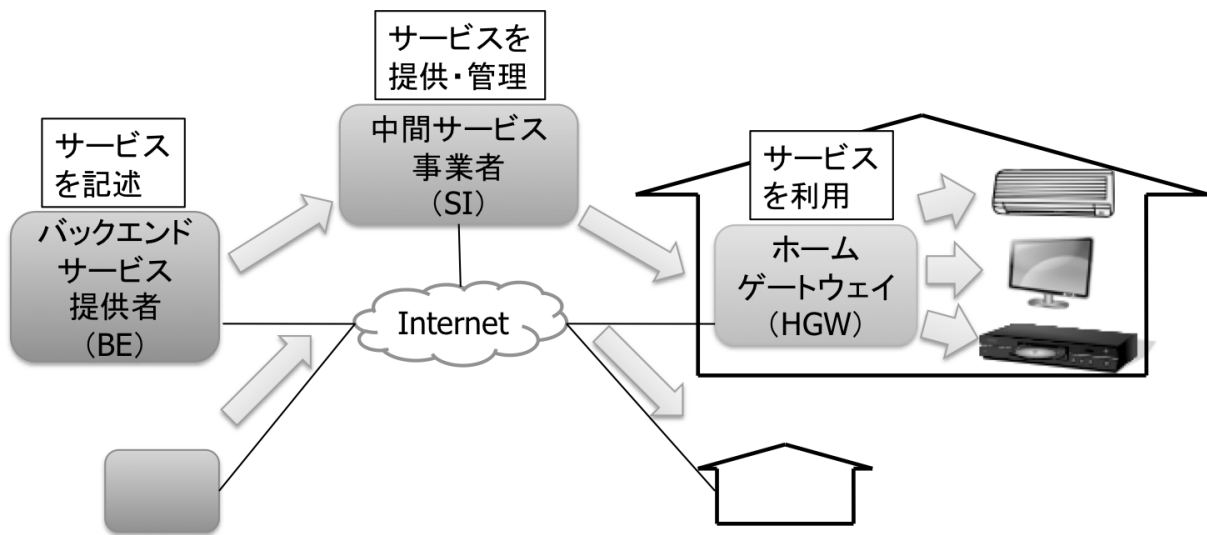 サービスを
提供・管理
中間サービス
事業者
(SI)
サービス
を記述
バックエンド
サービス
提供者
(BE)
サービス
を利用
ホーム
ゲートウェイ
(HGW)
Internet